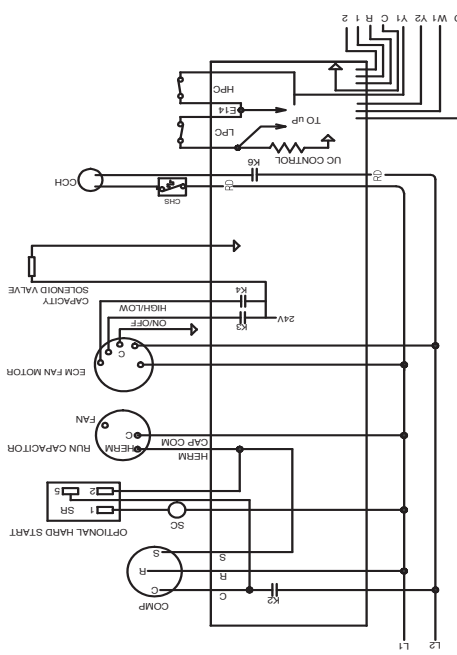 L2 L1
K2 C C COMP
R R
S S
OPTIONAL HARD START
SC 1 SR
2 5
HERM
CAP COM
HERM RUN CAPACITOR
C
FAN
ECM FAN MOTOR
C
ON/OFF
24V K3
HIGH/LOW
K4
CAPACITY
SOLENOID VALVE
RD CHS
CCH
RD K6
UC CONTROL
LPC
TO uP
E14
HPC
W1 Y2 Y1 C R 1 2